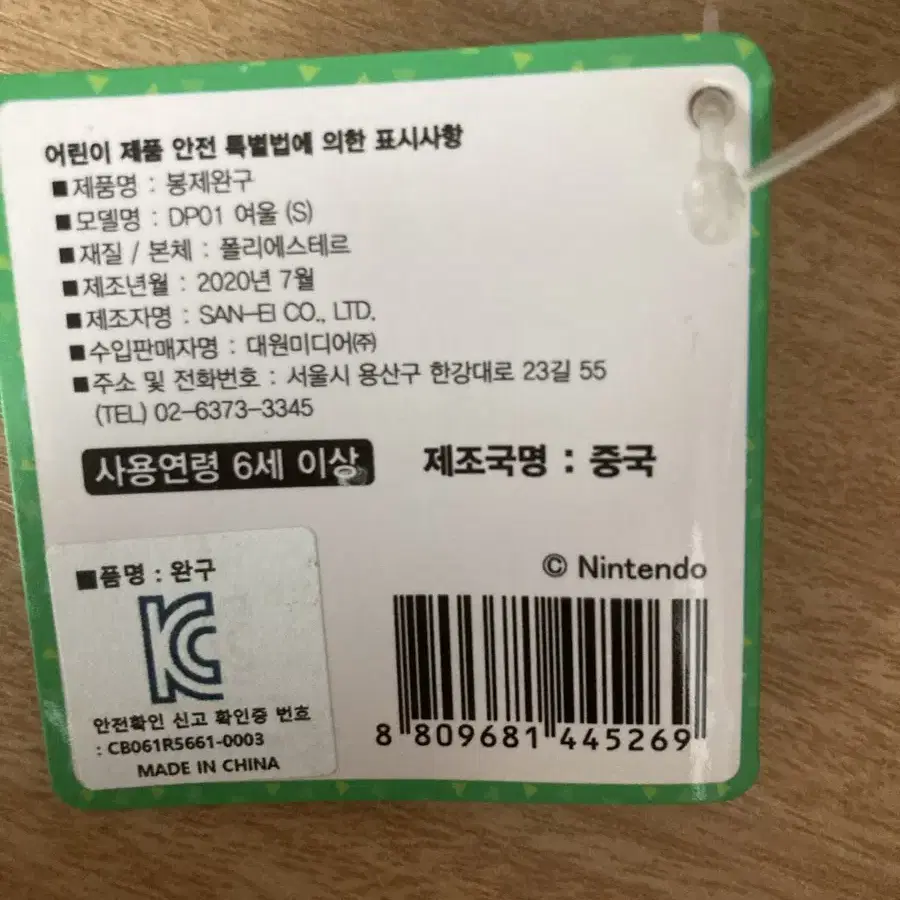 어린이 제품 안전 특별법에 의한 표시사항
■제품명 : 봉제완구
■모델명 : DP01 여울 (S)
■재질 / 본체 : 폴리에스테르
■제조년월 : 2020년 7월
■제조자명 : SAN-EI CO., LTD.
■수입판매자명 : 대원미디어㈜
■주소 및 전화번호 : 서울시 용산구 한강대로 23길 55
(TEL) 02-6373-3345
사용연령 6세 이상
제조국명 : 중국
■품명 : 완구
KC
안전확인 신고 확인증 번호
: CB061R5661-0003
MADE IN CHINA
© Nintendo
8 809681 445269